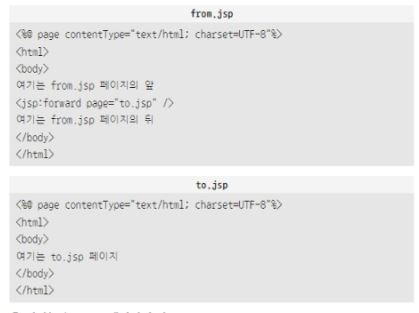 from.jsp
<%@ page contentType="text/html; charset=UTF-8"%>
<html>
<body>
여기는 from.jsp 페이지의 앞
<jsp:forward page="to.jsp" />
여기는 from.jsp 페이지의 뒤
</body>
</html>
to.jsp
<%@ page contentType="text/html; charset=UTF-8"%>
<html>
<body>
여기는 to.jsp 페이지
</body>
</html>